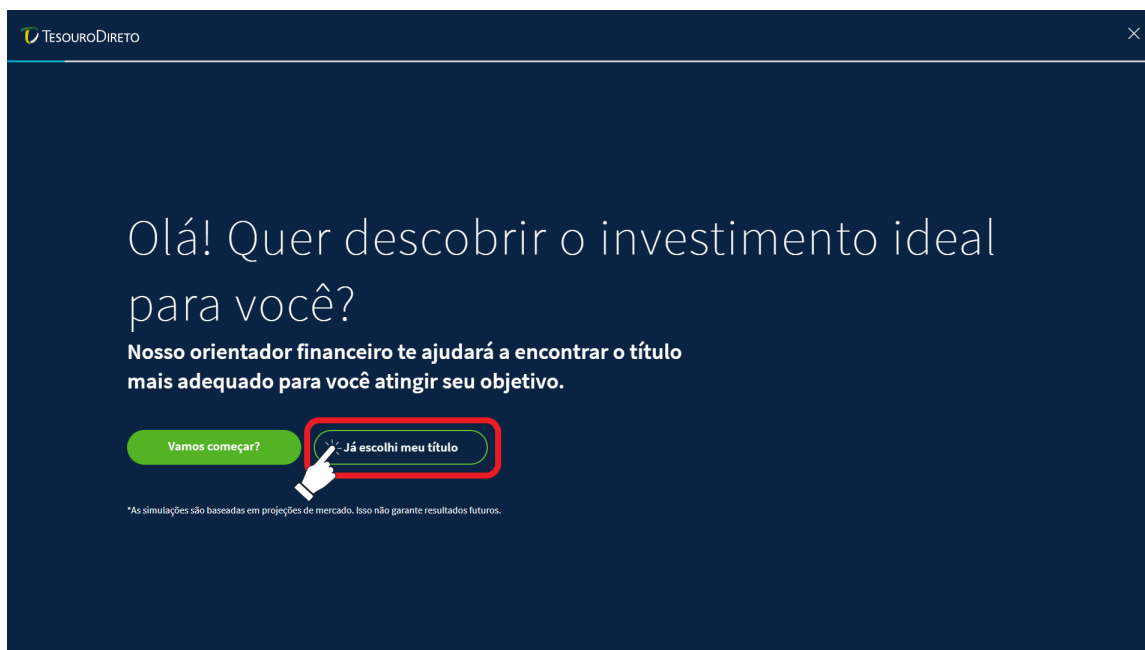 TESOURODIRETO
Olá! Quer descobrir o investimento ideal
para você?
Nosso orientador financeiro te ajudará a encontrar o título
mais adequado para você atingir seu objetivo.
Vamos começar?
Já escolhi meu título
*As simulações são baseadas em projeções de mercado. Isso não garante resultados futuros.